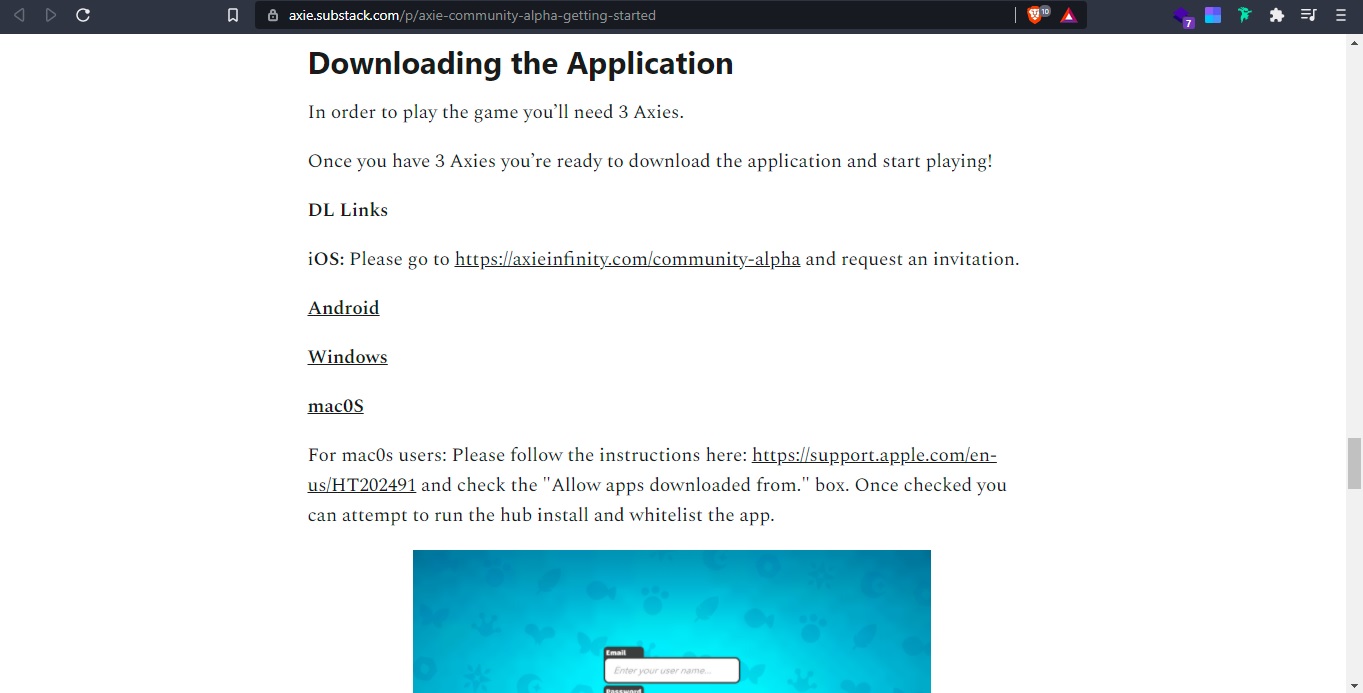 axie.substack.com/p/axie-community-alpha-getting-started
10
7
Downloading the Application
In order to play the game you’ll need 3 Axies.
Once you have 3 Axies you’re ready to download the application and start playing!
DL Links
iOS: Please go to https://axieinfinity.com/community-alpha and request an invitation.
Android
Windows
mac0S
For mac0s users: Please follow the instructions here: https://support.apple.com/en-
us/HT202491 and check the "Allow apps downloaded from." box. Once checked you
can attempt to run the hub install and whitelist the app.
Email
Enter your user name...
Password